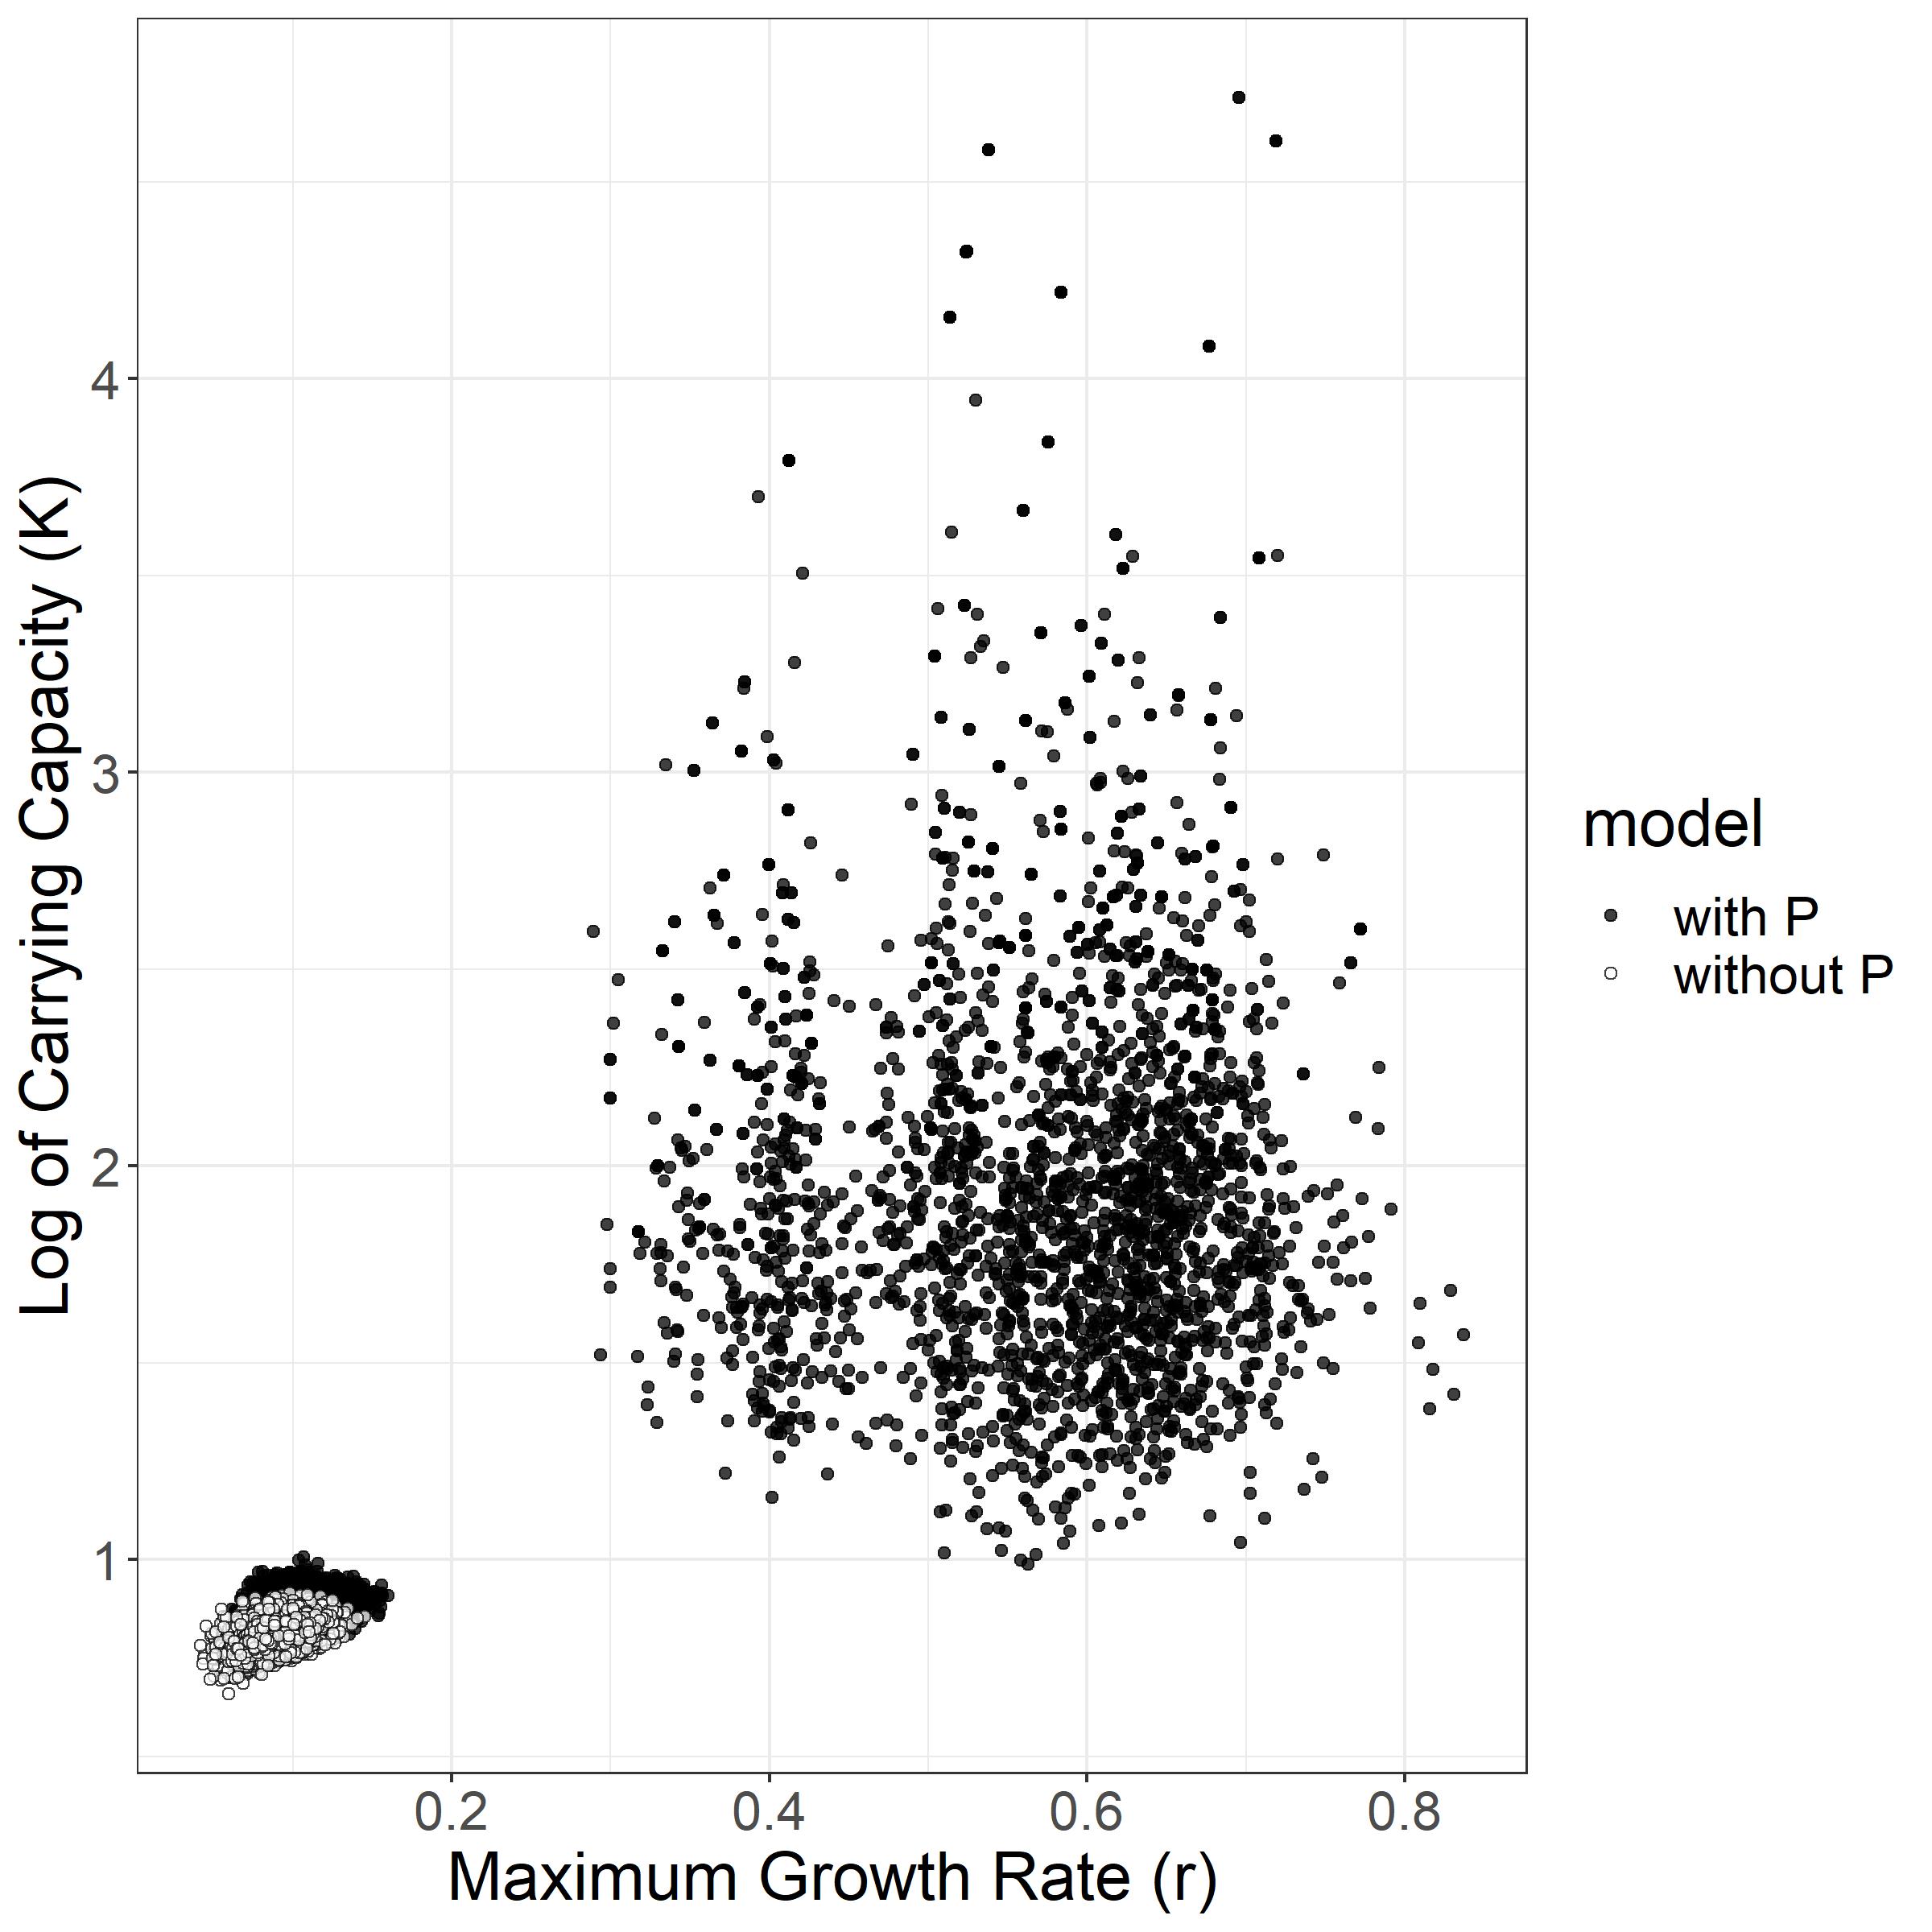 Log of Carrying Capacity (K)
4
3
2
1
0.2 0.4 0.6 0.8
Maximum Growth Rate (r)
model
with P
without P